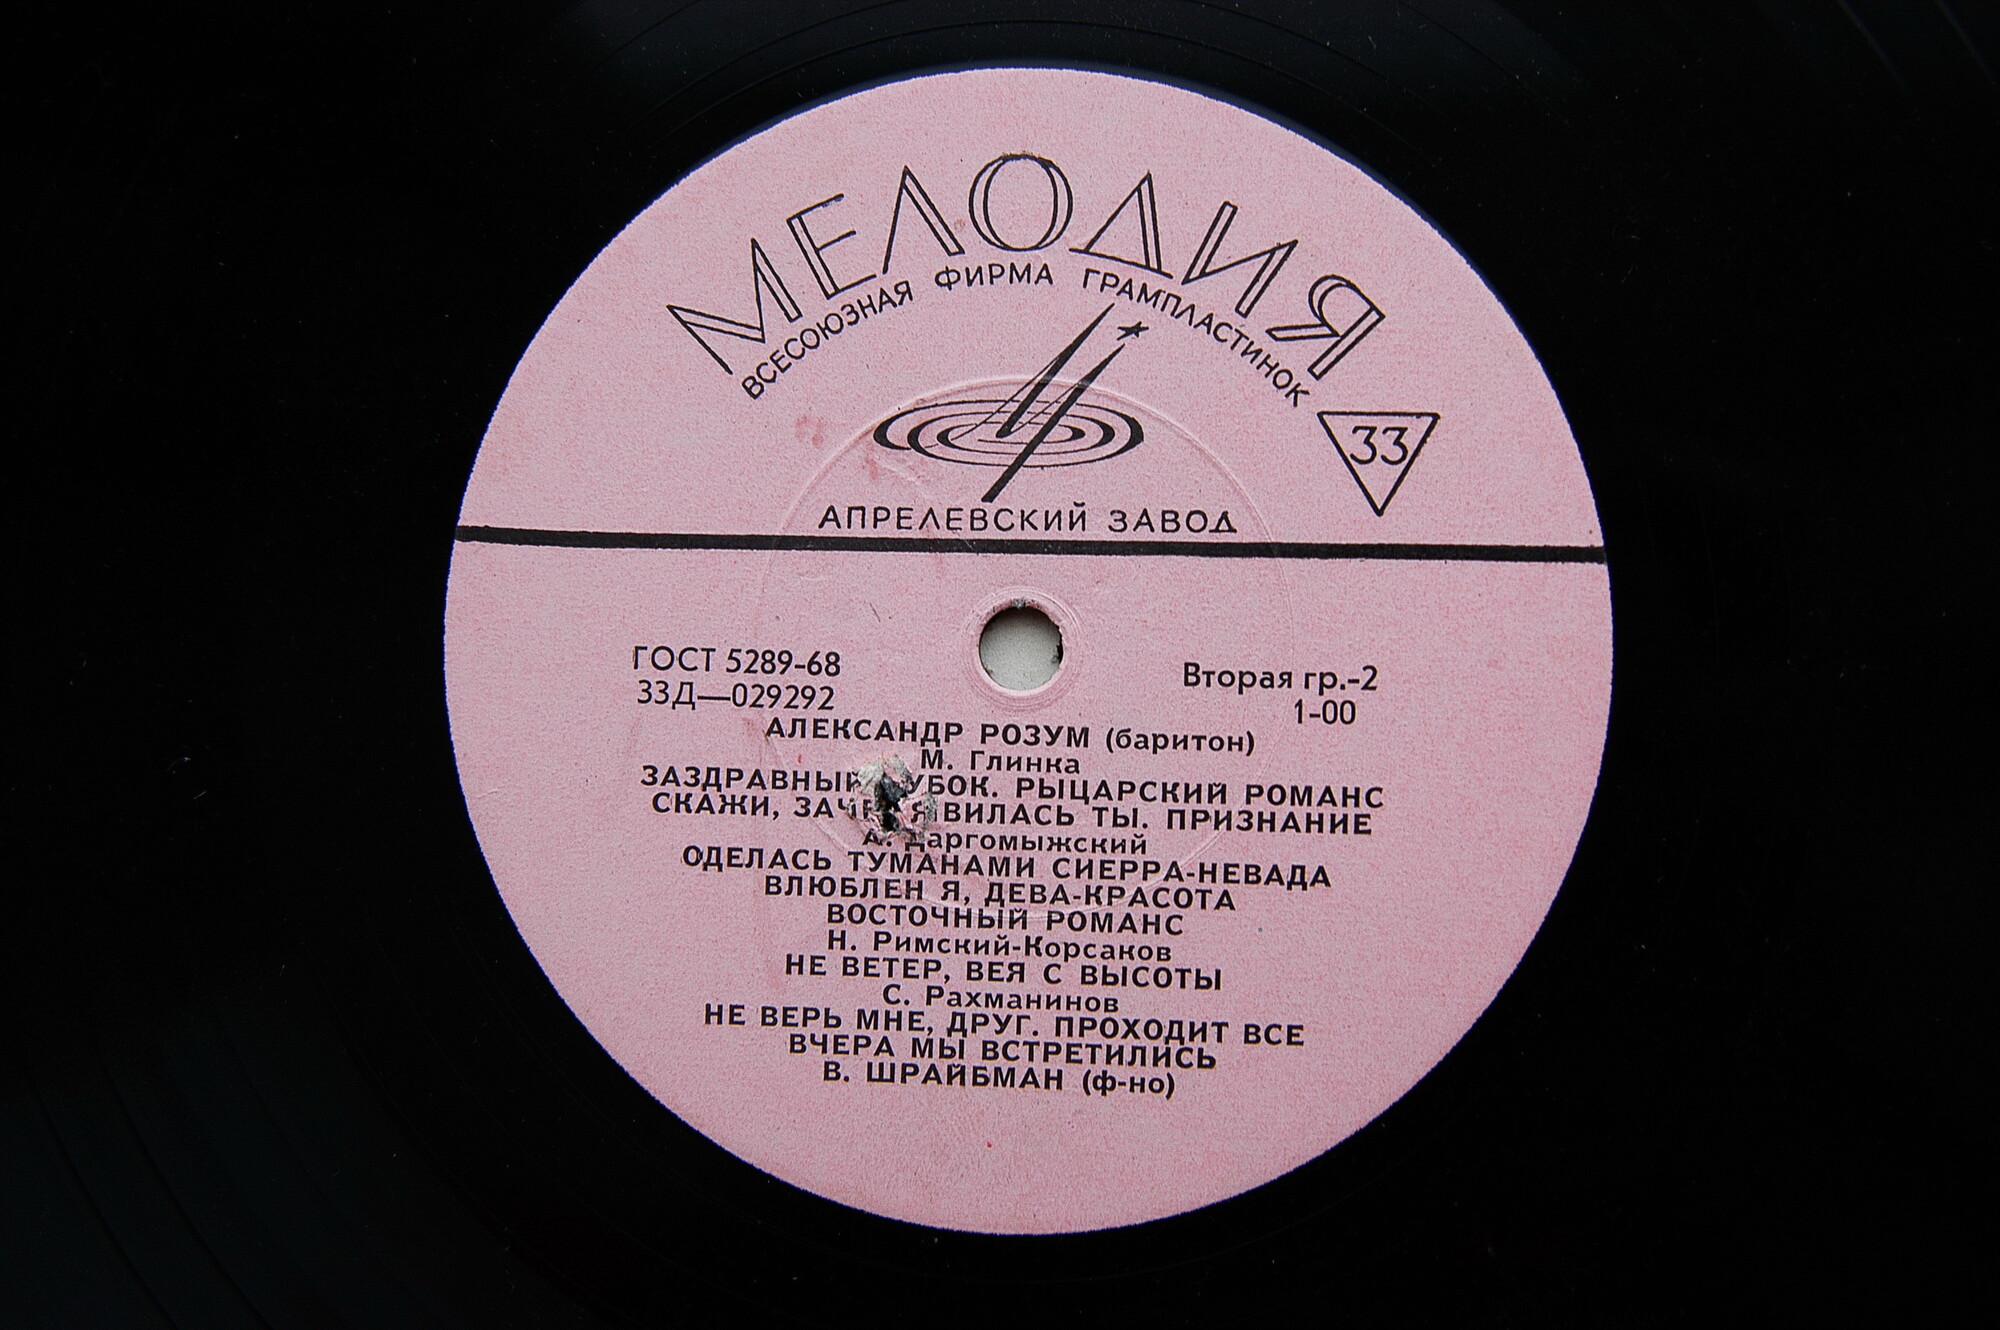 МЕЛОДИЯ
ВСЕСОЮЗНАЯ ФИРМА ГРАМПЛАСТИНОК
33
АПРЕЛЕВСКИЙ ЗАВОД
ГОСТ 5289-68
33Д—029292
Вторая гр.-2
1-00
АЛЕКСАНДР РОЗУМ (баритон)
М. Глинка
ЗАЗДРАВНЫЙ РЫЦАРСКИЙ РОМАНС
СКАЖИ, ЯВИЛАСЬ ТЫ. ПРИЗНАНИЕ
А. Даргомыжский
ОДЕЛАСЬ ТУМАНАМИ СИЕРРА-НЕВАДА
ВЛЮБЛЕН Я, ДЕВА-КРАСОТА
ВОСТОЧНЫЙ РОМАНС
Н. Римский-Корсаков
НЕ ВЕТЕР, ВЕЯ С ВЫСОТЫ
С. Рахманинов
НЕ ВЕРЬ МНЕ, ДРУГ. ПРОХОДИТ ВСЕ
ВЧЕРА МЫ ВСТРЕТИЛИСЬ
В. ШРАЙБМАН (ф-но)